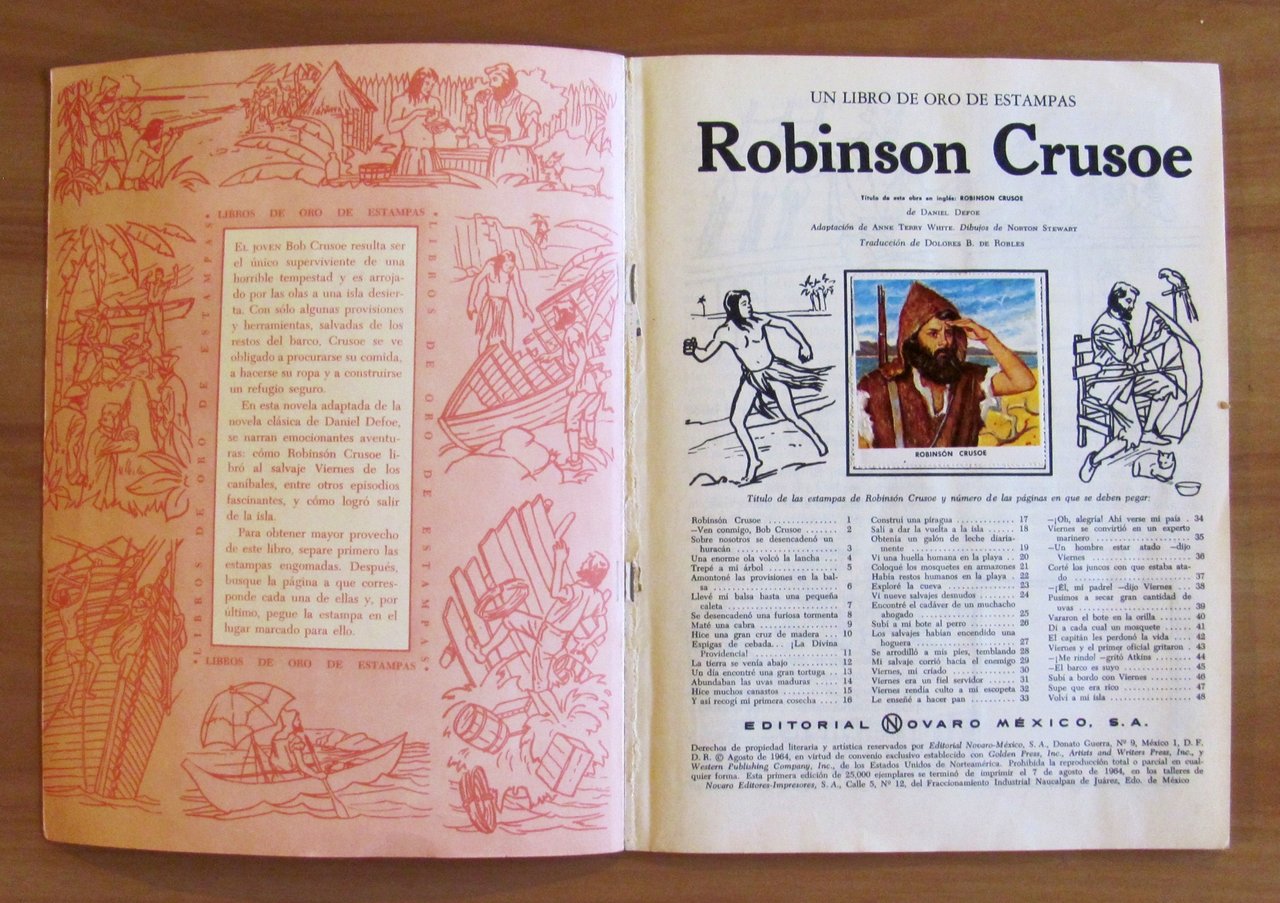 LIBROS DE ORO DE ESTAMPAS
LIBROS DE ORO DE ESTAMPAS
EL JOVEN Bob Crusoe resulta ser
el único superviviente de una
horrible tempestad y es arroja-
do por las olas a una isla desier-
ta. Con sólo algunas provisiones
y herramientas, salvadas de los
restos del barco, Crusoe se ve
obligado a procurarse su comida,
a hacerse su ropa y a construirse
un refugio seguro.
En esta novela adaptada de la
novela clásica de Daniel Defoe,
se narran emocionantes aventu-
ras: cómo Robinsón Crusoe li-
bró al salvaje Viernes de los
caníbales, entre otros episodios
fascinantes, y cómo logró salir
de la isla.
Para obtener mayor provecho
de este libro, separe primero las
estampas engomadas. Después,
busque la página a que corres-
ponde cada una de ellas y, por
último, pegue la estampa en el
lugar marcado para ello.
LIBROS DE ORO DE ESTAMPAS
LIBROS DE ORO DE ESTAMPAS
UN LIBRO DE ORO DE ESTAMPAS
Robinson Crusoe
Título de esta obra en inglés: ROBINSON CRUSOE
de DANIEL DEFOE
Adaptación de ANNE TERRY WHITE. Dibujos de NORTON STEWART
Traducción de DOLORES B. DE ROBLES
ROBINSÓN CRUSOE
Título de las estampas de Robinsón Crusoe y número de las páginas en que se deben pegar:
Robinsón Crusoe 1
—Ven conmigo, Bob Crusoe 2
Sobre nosotros se desencadenó un
huracán 3
Una enorme ola volcó la lancha 4
Trepé a mi árbol 5
Amontoné las provisiones en la bal-
sa 6
Llevé mi balsa hasta una pequeña
caleta 7
Se desencadenó una furiosa tormenta 8
Maté una cabra 9
Hice una gran cruz de madera 10
Espigas de cebada... ¡La Divina
Providencia! 11
La tierra se venía abajo 12
Un día encontré una gran tortuga 13
Abundaban las uvas maduras 14
Hice muchos canastos 15
Y así recogí mi primera cosecha 16
Construí una piragua 17
Salí a dar la vuelta a la isla 18
Obtenía un galón de leche diaria-
mente 19
Vi una huella humana en la playa 20
Coloqué los mosquetes en armazones 21
Había restos humanos en la playa 22
Exploré la cueva 23
Vi nueve salvajes desnudos 24
Encontré el cadáver de un muchacho
ahogado 25
Subí a mi bote al perro 26
Los salvajes habían encendido una
hoguera 27
Se arrodilló a mis pies, temblando 28
Mi salvaje corrió hacia el enemigo 29
Viernes, mi criado 30
Viernes era un fiel servidor 31
Viernes rendía culto a mi escopeta 32
Le enseñé a hacer pan 33
—¡Oh, alegría! Ahí verse mi país 34
Viernes se convirtió en un experto
marinero 35
—Un hombre estar atado —dijo
Viernes 36
Corté los juncos con que estaba ata-
do 37
—¡Él, mi padre! —dijo Viernes 38
Pusimos a secar gran cantidad de
uvas 39
Vararon el bote en la orilla 40
Di a cada cual un mosquete 41
El capitán les perdonó la vida 42
Viernes y el primer oficial gritaron 43
—¡Me rindo! —gritó Atkins 44
—El barco es suyo 45
Subí a bordo con Viernes 46
Supe que era rico 47
Volví a mi isla 48
EDITORIAL NOVARO MÉXICO, S.A.
Derechos de propiedad literaria y artística reservados por Editorial Novaro-México, S. A., Donato Guerra, Nº 9, México 1, D. F.
D. R. © Agosto de 1964, en virtud de convenio exclusivo establecido con Golden Press, Inc., Artists and Writers Press, Inc., y
Western Publishing Company, Inc., de los Estados Unidos de Norteamérica. Prohibida la reproducción total o parcial en cual-
quier forma. Esta primera edición de 25,000 ejemplares se terminó de imprimir el 7 de agosto de 1964, en los talleres de
Novaro Editores-Impresores, S. A., Calle 5, Nº 12, del Fraccionamiento Industrial Naucalpan de Juárez, Edo. de México